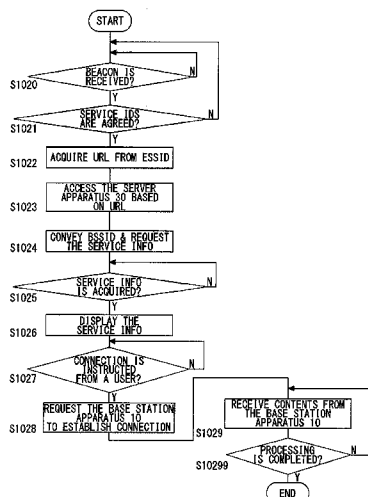 START
BEACON IS
RECEIVED?
N
S1020
Y
SERVICE IDS
ARE AGREED?
N
S1021
Y
ACQUIRE URL FROM ESSID
S1022
ACCESS THE SERVER
APPARATUS 30 BASED
ON URL
S1023
CONVEY BSSID & REQUEST
THE SERVICE INFO
S1024
SERVICE INFO
IS ACQUIRED?
N
S1025
Y
DISPLAY THE
SERVICE INFO
S1026
CONNECTION IS
INSTRUCTED
FROM A USER?
N
S1027
Y
REQUEST THE BASE STATION
APPARATUS 10
TO ESTABLISH CONNECTION
S1028
RECEIVE CONTENTS FROM
THE BASE STATION
APPARATUS 10
S1029
PROCESSING
IS COMPLETED?
N
S10299
Y
END